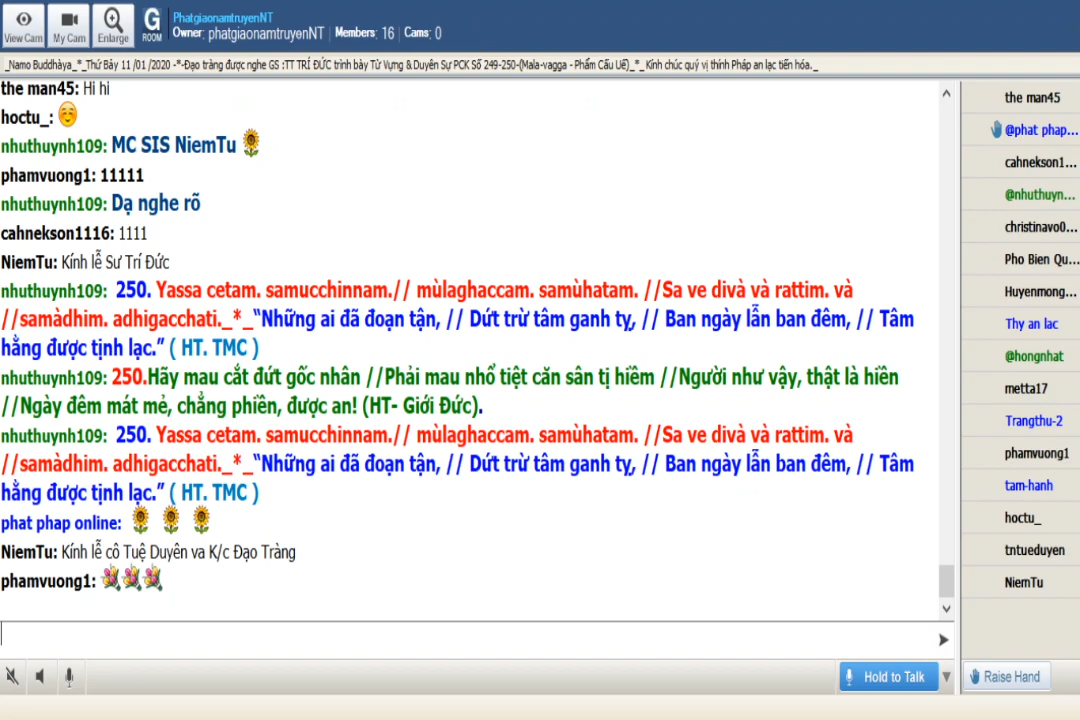 View Cam
My Cam
Enlarge
G
ROOM
PhatgiaonamtruyenNT
Owner: phatgiaonamtruyenNT | Members: 16 | Cams: 0
_Namo Buddhàya_*_Thứ Bảy 11 /01 /2020 -*-Đạo tràng được nghe GS :TT TRÍ ĐỨC trình bày Từ Vựng & Duyên Sự PCK Số 249-250-(Mala-vagga - Phẩm Cấu Uế)_*_ Kính chúc quý vị thính Pháp an lạc tiến hóa._
the man45: Hi hi
hoctu_:
nhuthuynh109: MC SIS NiemTu
phamvuong1: 11111
nhuthuynh109: Dạ nghe rõ
cahnekson1116: 1111
NiemTu: Kính lễ Sư Trí Đức
nhuthuynh109: 250. Yassa cetam. samucchinnam.// mùlaghaccam. samùhatam. //Sa ve divà và rattim. và
//samàdhim. adhigacchati._*_“Những ai đã đoạn tận, // Dứt trừ tâm ganh tỵ, // Ban ngày lẫn ban đêm, // Tâm
hằng được tịnh lạc.” ( HT. TMC )
nhuthuynh109: 250.Hãy mau cắt đứt gốc nhân //Phải mau nhổ tiệt căn sân tị hiềm //Người như vậy, thật là hiền
//Ngày đêm mát mẻ, chẳng phiền, được an! (HT- Giới Đức).
nhuthuynh109: 250. Yassa cetam. samucchinnam.// mùlaghaccam. samùhatam. //Sa ve divà và rattim. và
//samàdhim. adhigacchati._*_“Những ai đã đoạn tận, // Dứt trừ tâm ganh tỵ, // Ban ngày lẫn ban đêm, // Tâm
hằng được tịnh lạc.” ( HT. TMC )
phat phap online:
NiemTu: Kính lễ cô Tuệ Duyên va K/c Đạo Tràng
phamvuong1:
the man45
@phat phap...
cahnekson1...
@nhuthuyn...
christinavo0...
Pho Bien Qu...
Huyenmong...
Thy an lac
@hongnhat
metta17
Trangthu-2
phamvuong1
tam-hanh
hoctu_
tntueduyen
NiemTu
Hold to Talk
Raise Hand